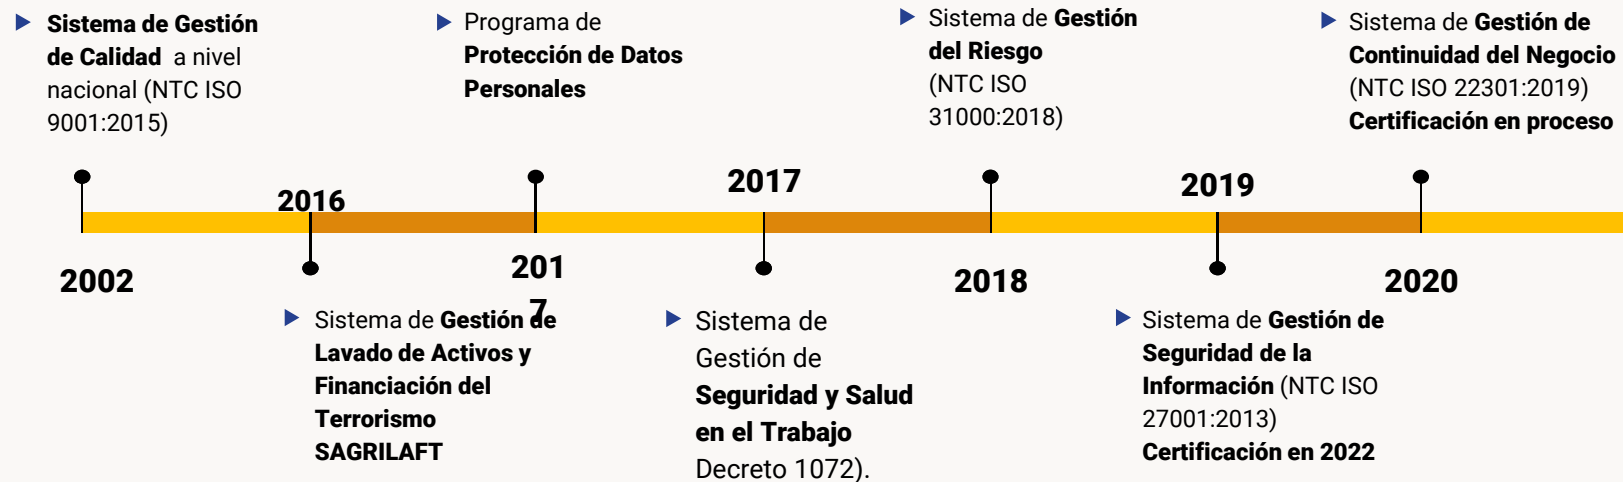 Sistema de Gestión
de Calidad a nivel
nacional (NTC ISO
9001:2015)
Programa de
Protección de Datos
Personales
Sistema de Gestión
del Riesgo
(NTC ISO
31000:2018)
Sistema de Gestión de
Continuidad del Negocio
(NTC ISO 22301:2019)
Certificación en proceso
2016
2017
2019
2002
201
7
2018
2020
Sistema de Gestión de
Lavado de Activos y
Financiación del
Terrorismo
SAGRILAFT
Sistema de
Gestión de
Seguridad y Salud
en el Trabajo
Decreto 1072).
Sistema de Gestión de
Seguridad de la
Información (NTC ISO
27001:2013)
Certificación en 2022